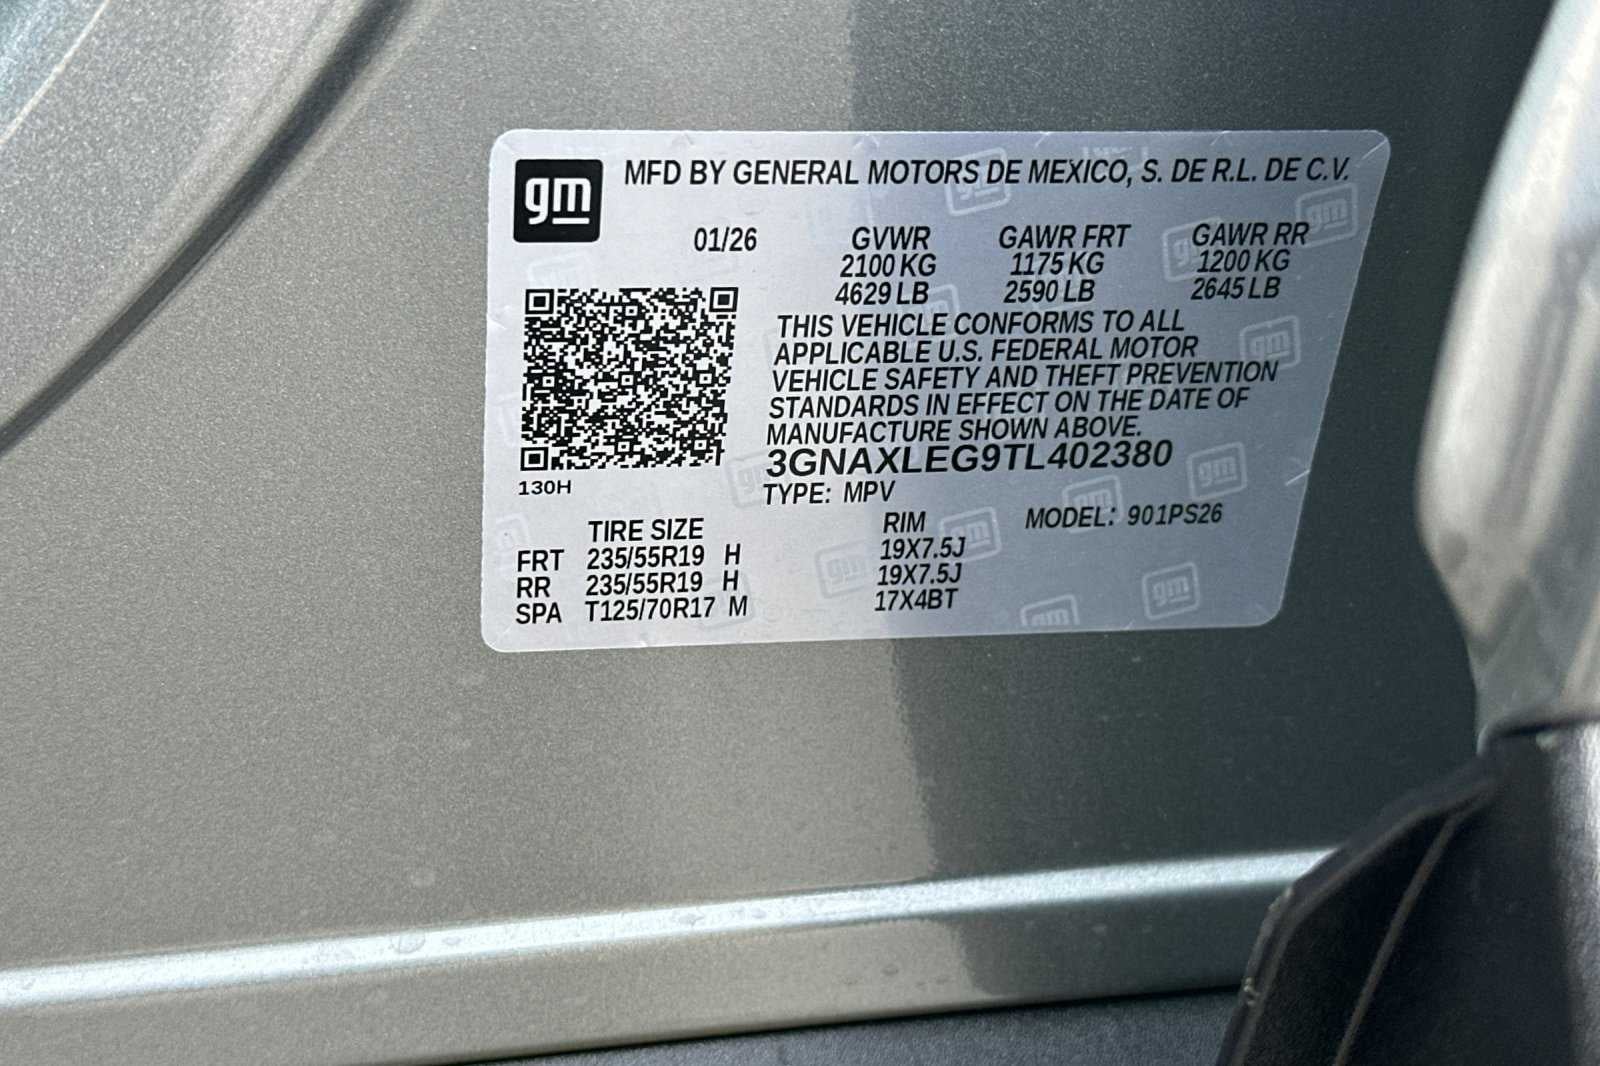 gm
MFD BY GENERAL MOTORS DE MEXICO, S. DE R.L. DE C.V.
01/26 GVWR GAWR FRT GAWR RR
2100 KG 1175 KG 1200 KG
4629 LB 2590 LB 2645 LB
THIS VEHICLE CONFORMS TO ALL
APPLICABLE U.S. FEDERAL MOTOR
VEHICLE SAFETY AND THEFT PREVENTION
STANDARDS IN EFFECT ON THE DATE OF
MANUFACTURE SHOWN ABOVE.
3GNAXLEG9TL402380
130H
TYPE: MPV
MODEL: 901PS26
TIRE SIZE RIM
FRT 235/55R19 H 19X7.5J
RR 235/55R19 H 19X7.5J
SPA T125/70R17 M 17X4BT